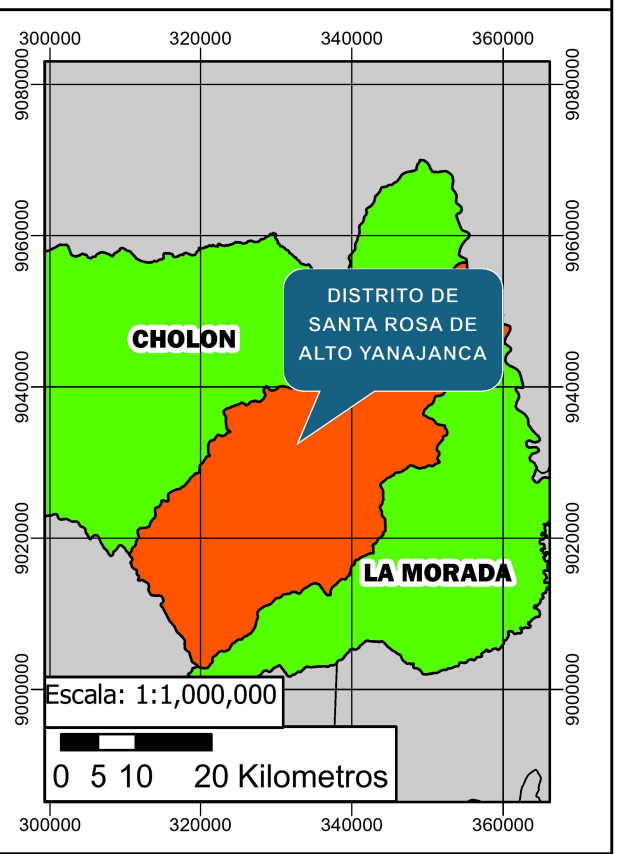 300000 320000 340000 360000
9080000 9080000
9060000 9060000
DISTRITO DE
SANTA ROSA DE
ALTO YANAJANCA
CHOLON
9040000 9040000
9020000 9020000
LA MORADA
9000000 9000000
Escala: 1:1,000,000
0 5 10 20 Kilometros
300000 320000 340000 360000